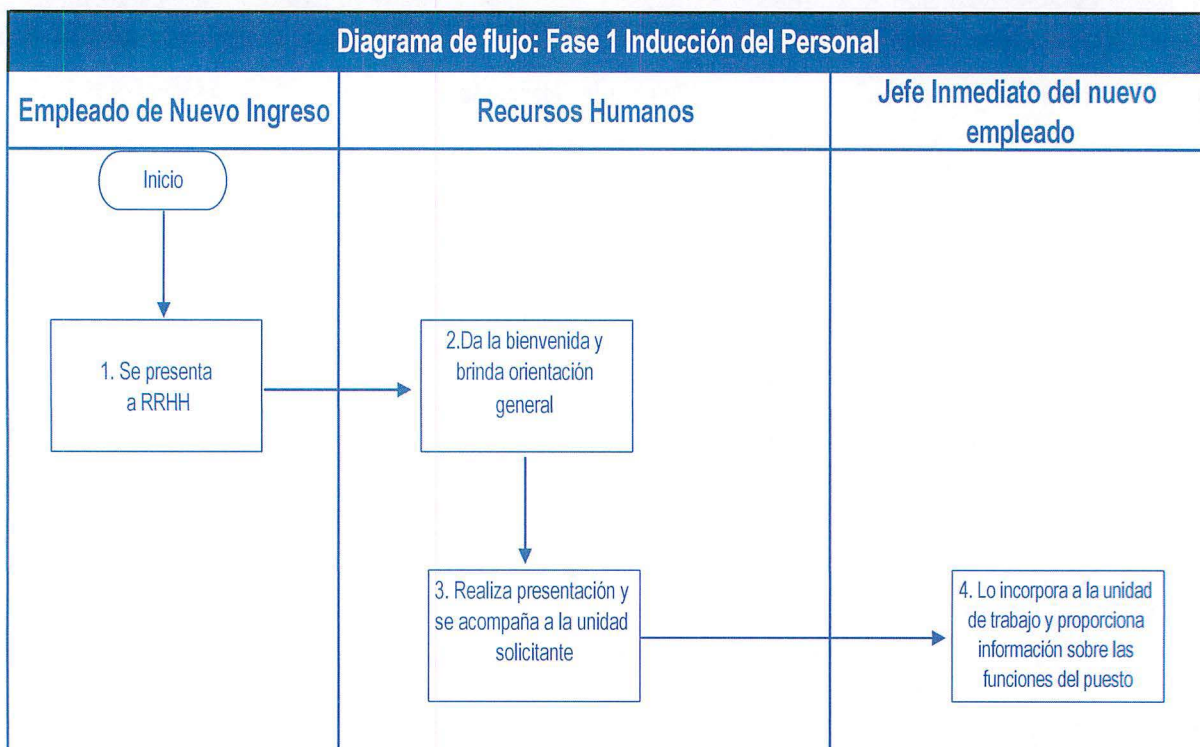 Diagrama de flujo: Fase 1 Inducción del Personal
Empleado de Nuevo Ingreso
Recursos Humanos
Jefe Inmediato del nuevo
empleado
Inicio
1. Se presenta
a RRHH
2.Da la bienvenida y
brinda orientación
general
3. Realiza presentación y
se acompaña a la unidad
solicitante
4. Lo incorpora a la unidad
de trabajo y proporciona
información sobre las
funciones del puesto